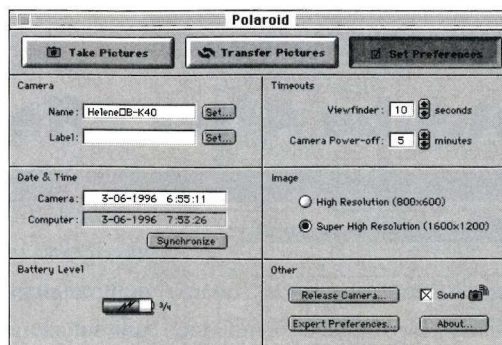 Polaroid
Take Pictures
Transfer Pictures
Set Preferences
Camera
Name: Helene□B-K40 Set...
Label: Set...
Timeouts
Viewfinder: 10 seconds
Camera Power-off: 5 minutes
Date & Time
Camera: 3-06-1996 6:55:11
Computer: 3-06-1996 7:53:26
Synchronize
Image
High Resolution (800x600)
Super High Resolution (1600x1200)
Battery Level
3/4
Other
Release Camera... Sound
Expert Preferences... About...